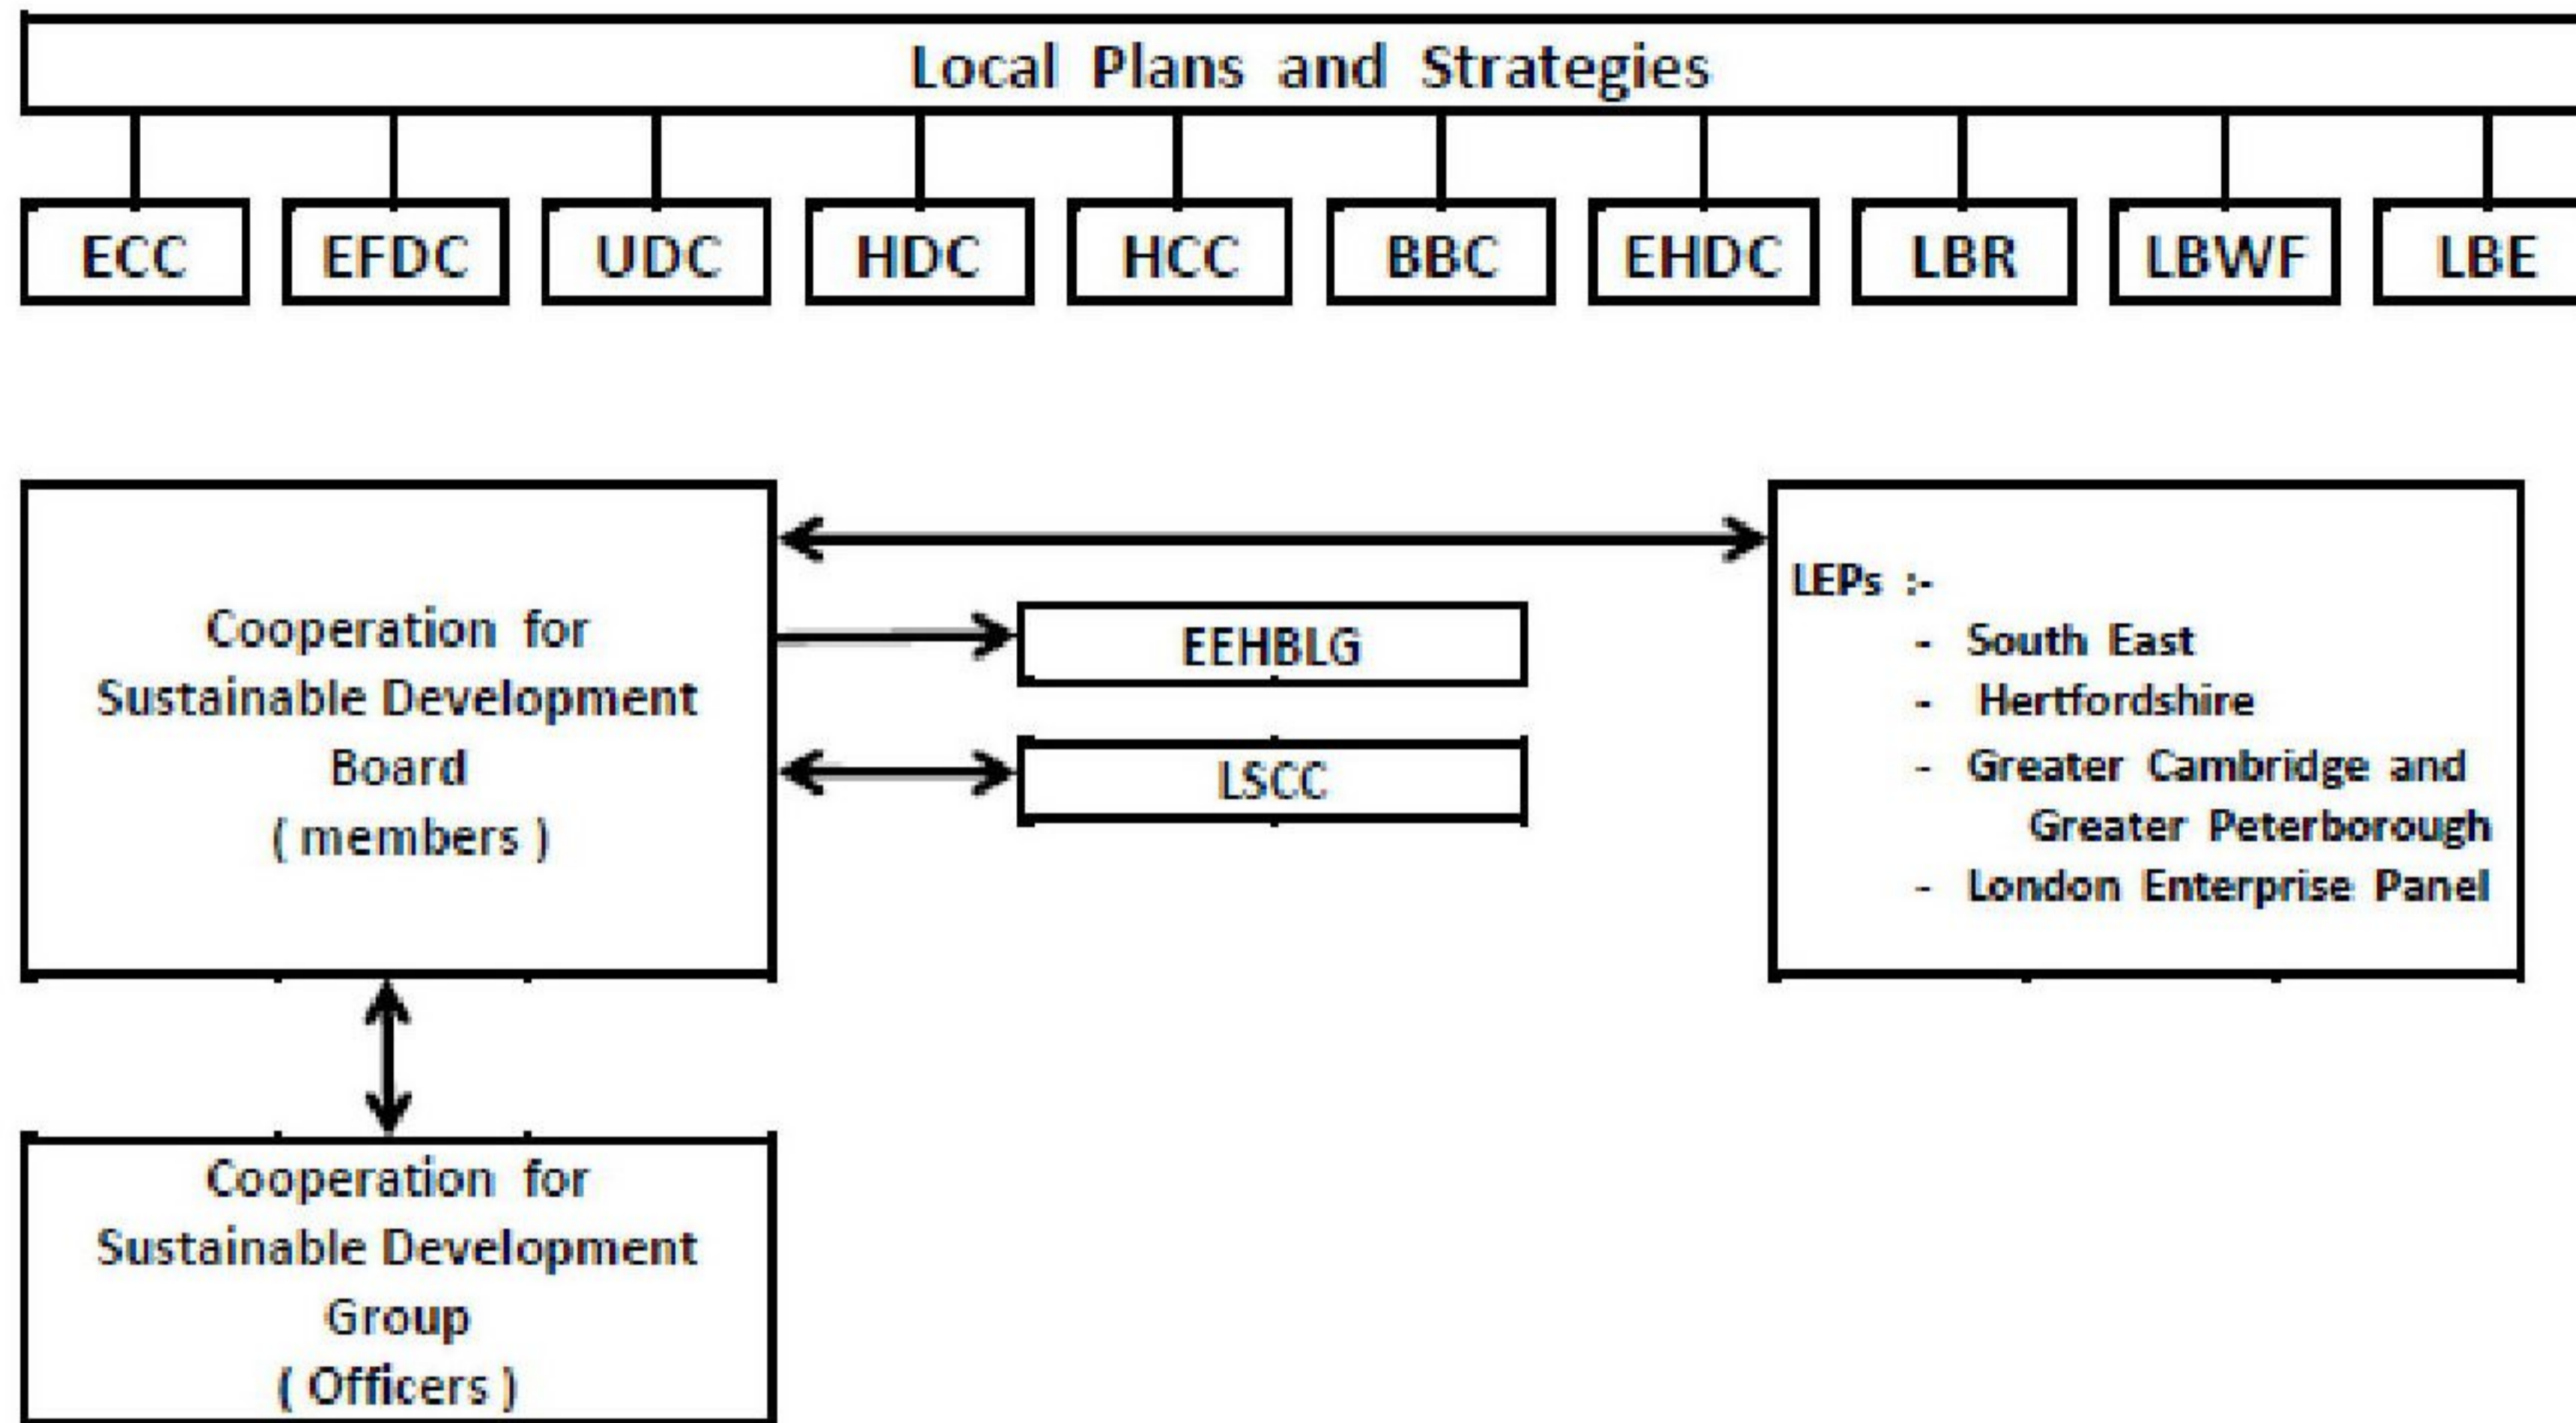 Local Plans and Strategies
ECC EFDC UDC HDC HCC BBC EHDC LBR LBWF LBE
Cooperation for
Sustainable Development
Board
( members )
EEHBLG
LSCC
LEPs :-
- South East
- Hertfordshire
- Greater Cambridge and
Greater Peterborough
- London Enterprise Panel
Cooperation for
Sustainable Development
Group
( Officers )